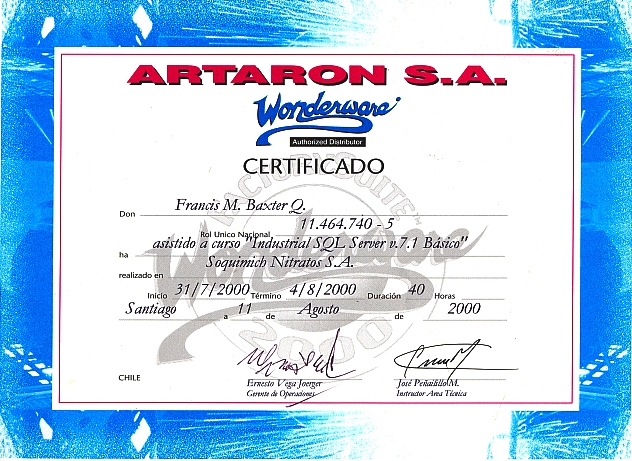 ARTARON S.A.
Wonderware
Authorized Distributor
CERTIFICADO
FACTORYSUITE™
Wonderware
2000
Don Francis M. Baxter Q.
Rol Unico Nacional 11.464.740 - 5
ha asistido a curso "Industrial SQL Server v.7.1 Básico"
realizado en Soquimich Nitratos S.A.
Inicio 31/7/2000 Término 4/8/2000 Duración 40 Horas
Santiago a 11 de Agosto de 2000
CHILE
Ernesto Vega Joerger
Gerente de Operaciones
José Peñailillo M.
Instructor Area Técnica